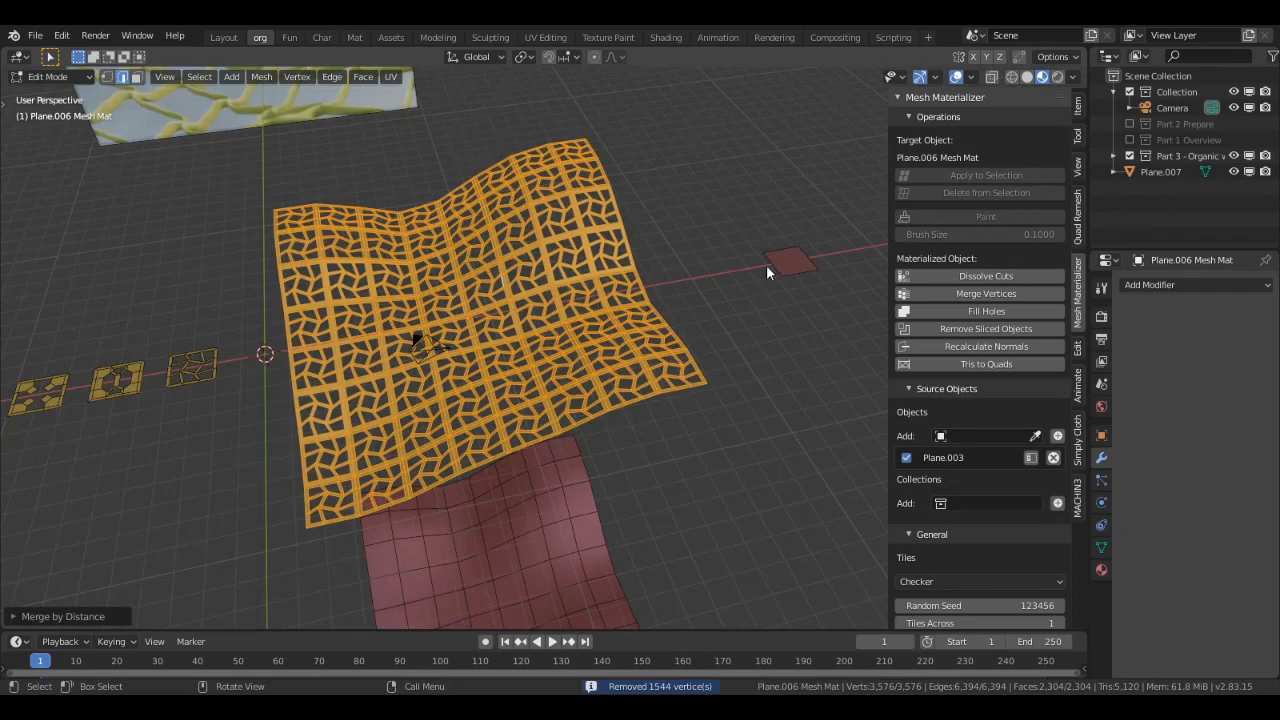 File Edit Render Window Help Layout org Fun Char Mat Assets Modeling Sculpting UV Editing Texture Paint Shading Animation Rendering Compositing Scripting + Scene View Layer
Global X Y Z Options
Edit Mode View Select Add Mesh Vertex Edge Face UV
User Perspective
(1) Plane.006 Mesh Mat
Mesh Materializer
Operations
Target Object:
Plane.006 Mesh Mat
Apply to Selection
Delete from Selection
Paint
Brush Size 0.1000
Materialized Object:
Dissolve Cuts
Merge Vertices
Fill Holes
Remove Sliced Objects
Recalculate Normals
Tris to Quads
Source Objects
Objects
Add:
Plane.003
Collections
Add:
General
Tiles
Checker
Random Seed 123456
Tiles Across 1
Item
Tool
View
Quad Remesh
Mesh Materializer
Edit
Animate
Simply Cloth
MACHIN3
Scene Collection
Collection
Camera
Part 2 Prepare
Part 1 Overview
Part 3 - Organic v
Plane.007
Plane.006 Mesh Mat
Add Modifier
Merge by Distance
Playback Keying View Marker 1 Start 1 End 250
1 10 20 30 40 50 60 70 80 90 100 110 120 130 140 150 160 170 180 190 200 210 220 230 240 250
Select Box Select Rotate View Call Menu Removed 1544 vertice(s) Plane.006 Mesh Mat | Verts:3,576/3,576 | Edges:6,394/6,394 | Faces:2,304/2,304 | Tris:5,120 | Mem: 61.8 MiB | v2.83.15